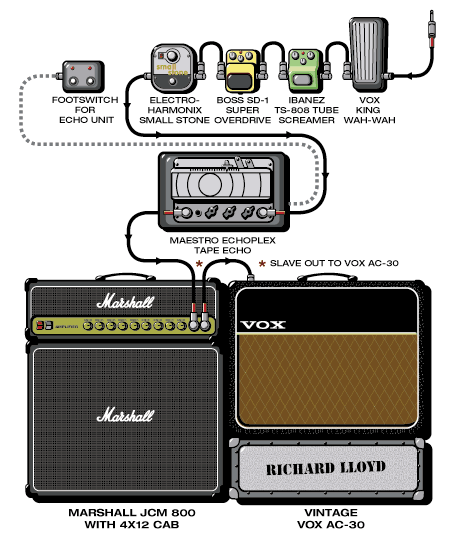 FOOTSWITCH
FOR
ECHO UNIT
ELECTRO-
HARMONIX
SMALL STONE
BOSS SD-1
SUPER
OVERDRIVE
IBANEZ
TS-808 TUBE
SCREAMER
VOX
KING
WAH-WAH
MAESTRO ECHOPLEX
TAPE ECHO
*
* SLAVE OUT TO VOX AC-30
Marshall
VOX
Marshall
RICHARD LLOYD
MARSHALL JCM 800
WITH 4X12 CAB
VINTAGE
VOX AC-30